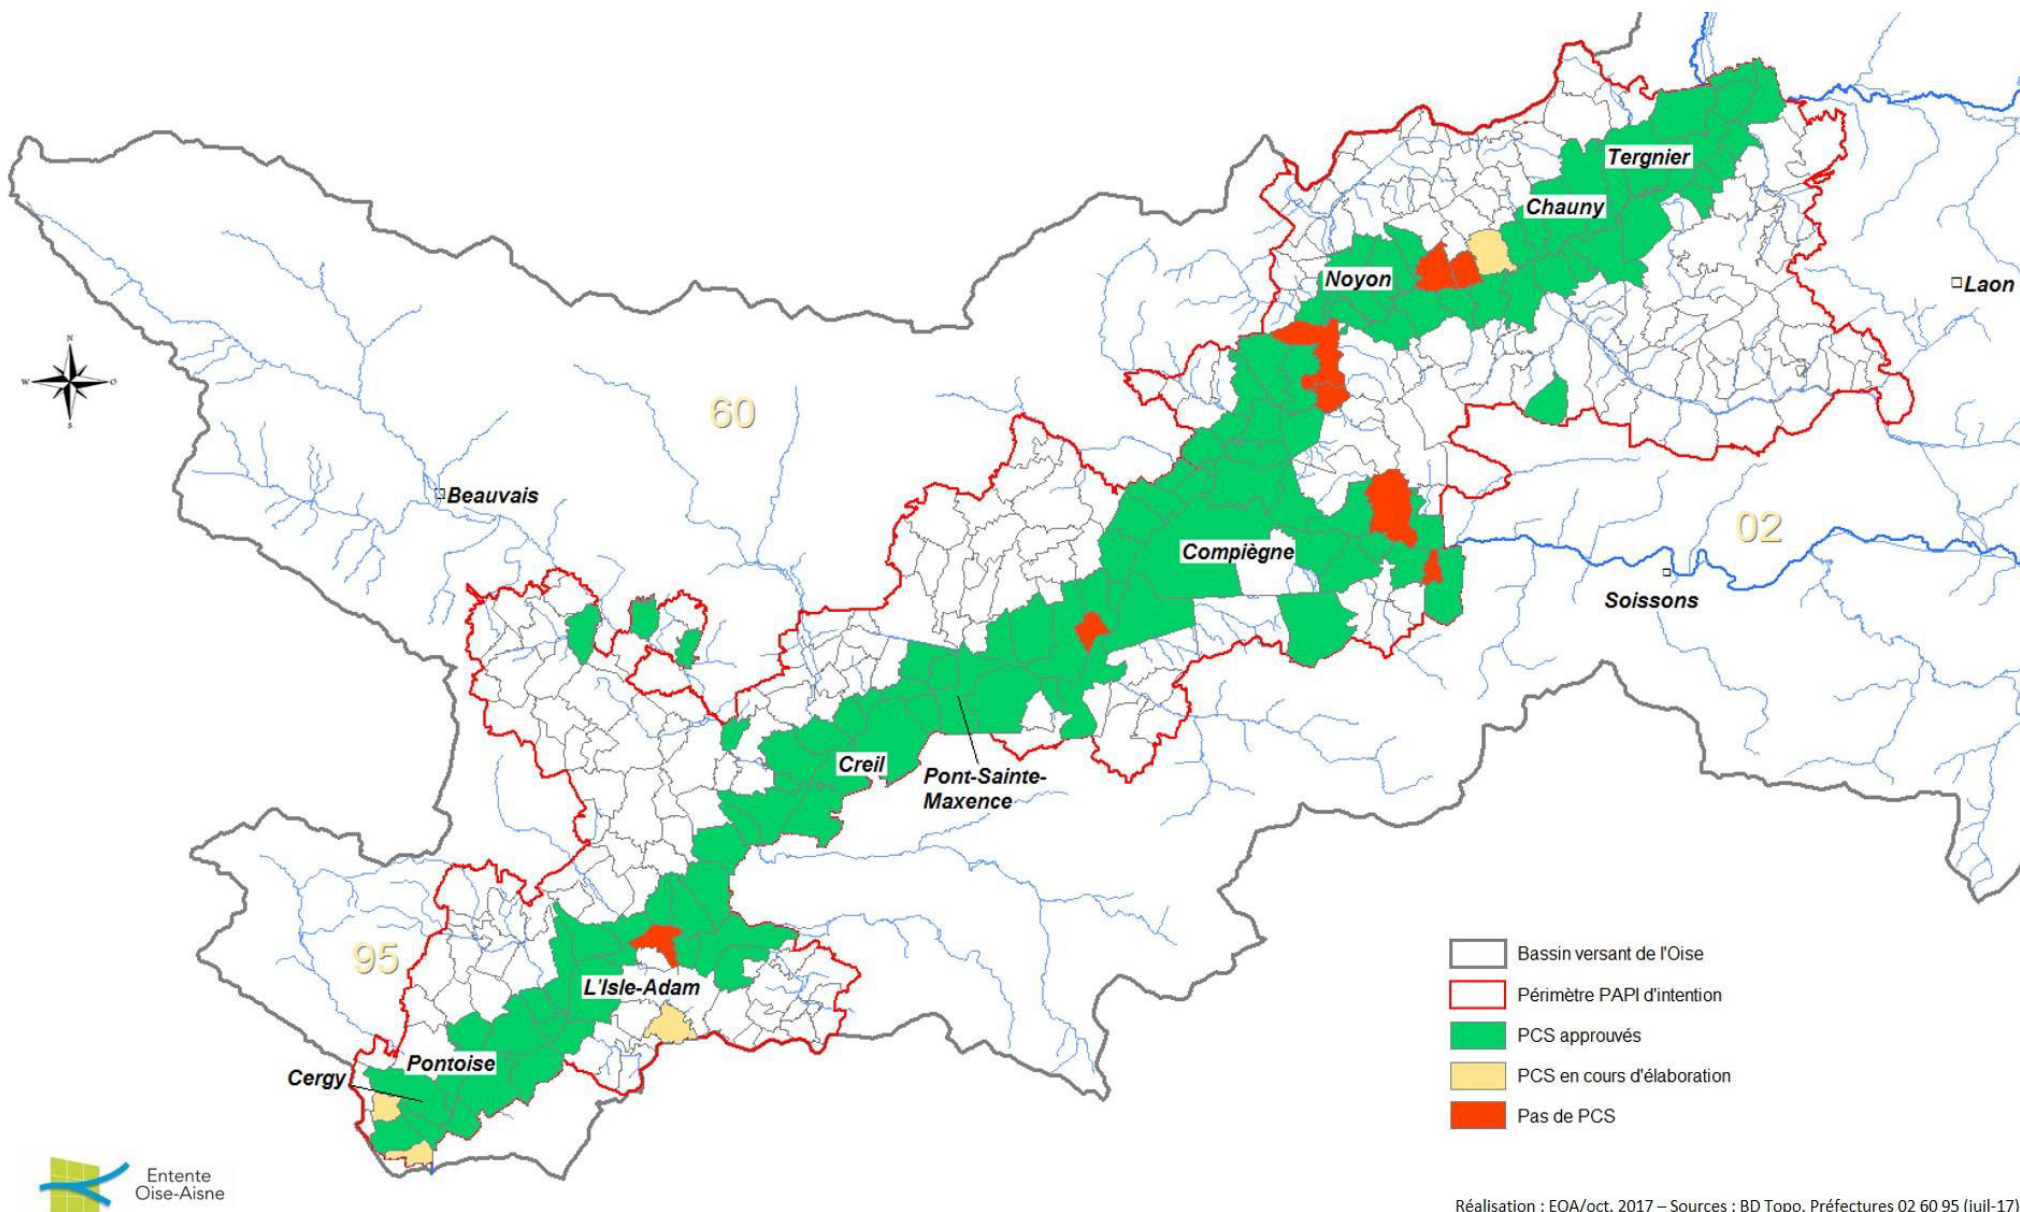 Tergnier
Chauny
Noyon
Laon
N
W
O
S
60
Beauvais
02
Compiègne
Soissons
Creil
Pont-Sainte-
Maxence
95
L'Isle-Adam
Pontoise
Cergy
Bassin versant de l'Oise
Périmètre PAPI d'intention
PCS approuvés
PCS en cours d'élaboration
Pas de PCS
Entente
Oise-Aisne
Réalisation : EOA/oct. 2017 – Sources : BD Topo, Préfectures 02 60 95 (juil-17)